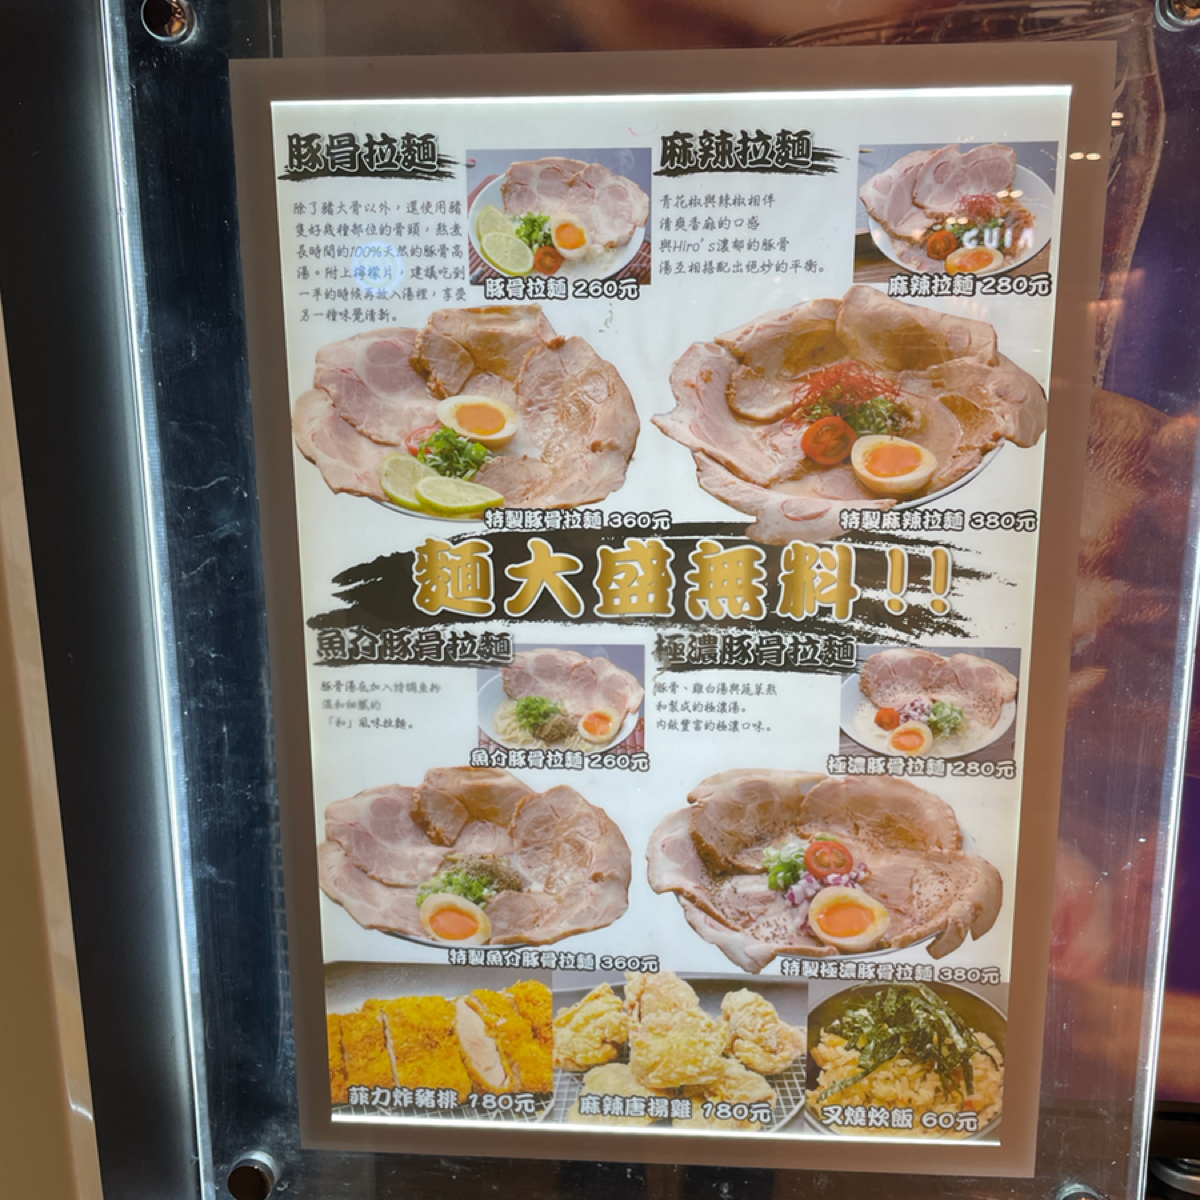 豚骨拉麵
除了豬大骨以外，還使用豬
隻好幾種部位的骨頭，熬煮
長時間的100%天然的豚骨高
湯。附上檸檬片，建議吃到
一半的時候再放入湯裡，享受
另一種味覺清新。
豚骨拉麵 260元
麻辣拉麵
青花椒與辣椒相伴
清爽香麻的口感
與Hiro's濃郁的豚骨
湯互相搭配出絕妙的平衡。
麻辣拉麵 280元
特製豚骨拉麵 360元
特製麻辣拉麵 380元
麵大盛無料!!
魚介豚骨拉麵
豚骨湯底加入特調魚粉
溫和細膩的
「和」風味拉麵。
魚介豚骨拉麵 260元
極濃豚骨拉麵
豚骨、雞白湯與蔬菜熬
和製成的極濃湯。
內斂豐富的極濃口味。
極濃豚骨拉麵 280元
特製魚介豚骨拉麵 360元
特製極濃豚骨拉麵 380元
菲力炸豬排 180元
麻辣唐揚雞 180元
叉燒炊飯 60元